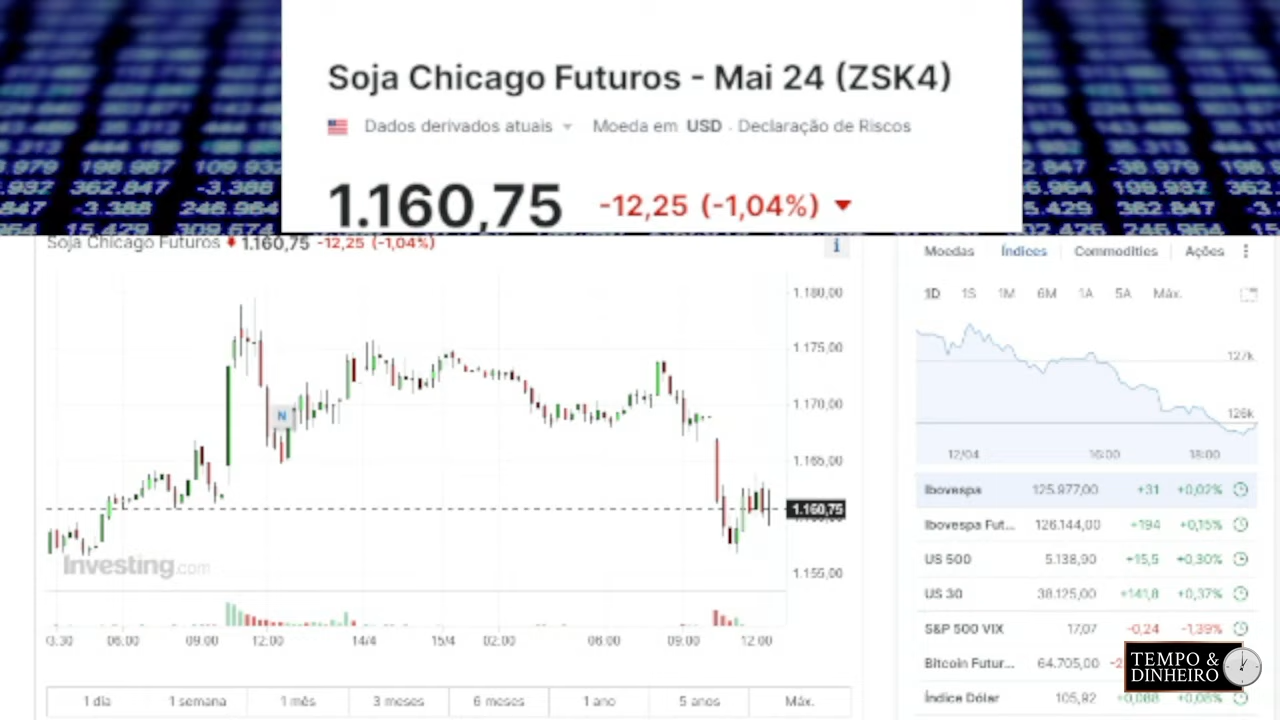 Soja Chicago Futuros - Mai 24 (ZSK4)
Dados derivados atuais Moeda em USD . Declaração de Riscos
1.160,75 -12,25 (-1,04%)
Soja Chicago Futuros 1.160,75 -12,25 (-1,04%)
1.180,00
1.175,00
1.170,00
1.165,00
1.160,75
1.155,00
N
Investing.com
06:00 09:00 12:00 14/4 15/4 02:00 06:00 09:00 12:00
1 dia 1 semana 1 mês 3 meses 6 meses 1 ano 5 anos Máx.
Moedas Índices Commodities Ações
1D 1S 1M 6M 1A 5A Máx.
127k
126k
12/04 16:00 18:00
Ibovespa 125.977,00 +31 +0,02%
Ibovespa Fut... 126.144,00 +194 +0,15%
US 500 5.138,90 +15,5 +0,30%
US 30 38.125,00 +141,8 +0,37%
S&P 500 VIX 17,07 -0,24 -1,39%
Bitcoin Futur... 64.705,00
Índice Dólar 105,92 +0,088 +0,08%
TEMPO &
DINHEIRO